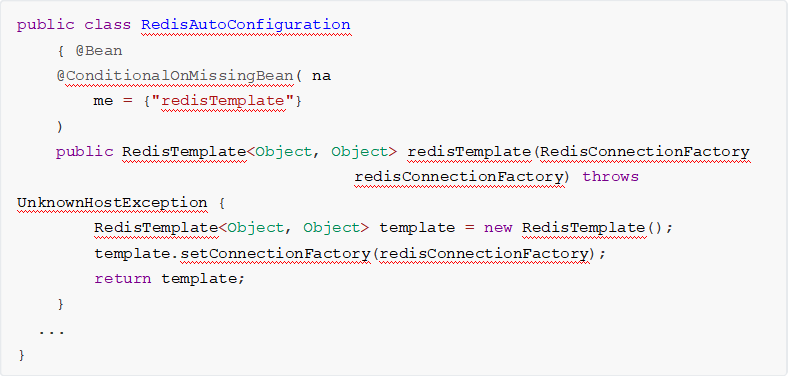 public class RedisAutoConfiguration
{ @Bean
@ConditionalOnMissingBean( na
me = {"redisTemplate"}
)
public RedisTemplate<Object, Object> redisTemplate(RedisConnectionFactory
redisConnectionFactory) throws
UnknownHostException {
RedisTemplate<Object, Object> template = new RedisTemplate();
template.setConnectionFactory(redisConnectionFactory);
return template;
}
...
}